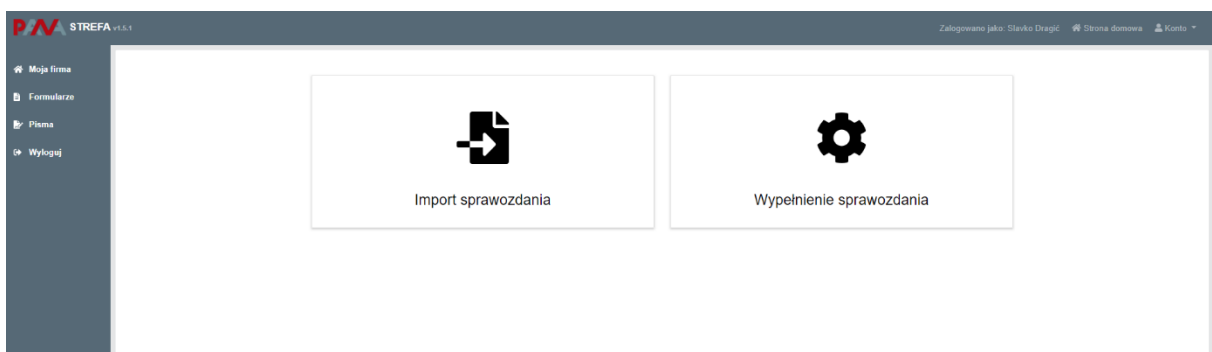 PANA STREFA v1.5.1
Zalogowano jako: Slavko Dragić Strona domowa Konto
Moja firma
Formularze
Pisma
Wyloguj
Import sprawozdania
Wypełnienie sprawozdania